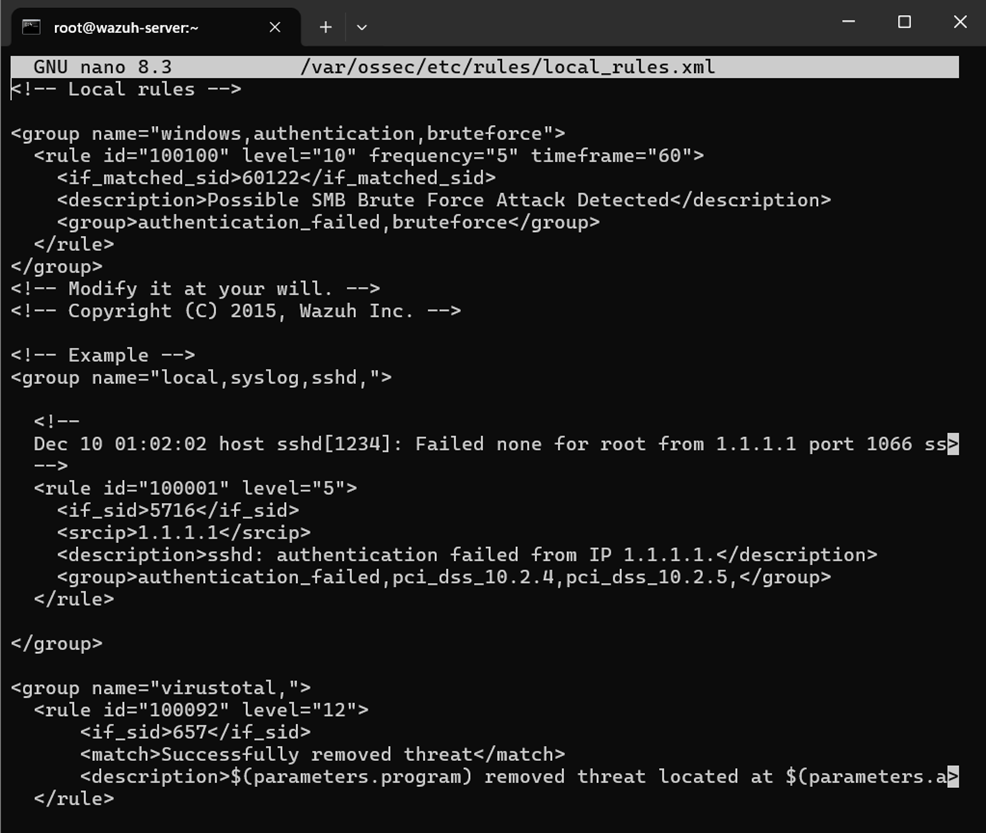 root@wazuh-server:~
GNU nano 8.3 /var/ossec/etc/rules/local_rules.xml
<!-- Local rules -->
<group name="windows,authentication,bruteforce">
<rule id="100100" level="10" frequency="5" timeframe="60">
<if_matched_sid>60122</if_matched_sid>
<description>Possible SMB Brute Force Attack Detected</description>
<group>authentication_failed,bruteforce</group>
</rule>
</group>
<!-- Modify it at your will. -->
<!-- Copyright (C) 2015, Wazuh Inc. -->
<!-- Example -->
<group name="local,syslog,sshd,">
<!--
Dec 10 01:02:02 host sshd[1234]: Failed none for root from 1.1.1.1 port 1066 ss>
-->
<rule id="100001" level="5">
<if_sid>5716</if_sid>
<srcip>1.1.1.1</srcip>
<description>sshd: authentication failed from IP 1.1.1.1.</description>
<group>authentication_failed,pci_dss_10.2.4,pci_dss_10.2.5,</group>
</rule>
</group>
<group name="virustotal,">
<rule id="100092" level="12">
<if_sid>657</if_sid>
<match>Successfully removed threat</match>
<description>$(parameters.program) removed threat located at $(parameters.a>
</rule>